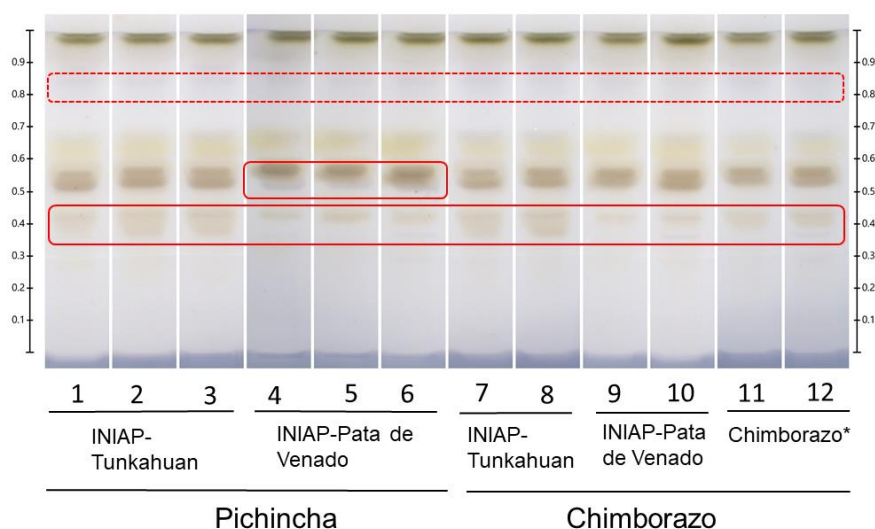 0.9 0.9
0.8 0.8
0.7 0.7
0.6 0.6
0.5 0.5
0.4 0.4
0.3 0.3
0.2 0.2
0.1 0.1
1 2 3 4 5 6 7 8 9 10 11 12
INIAP-
Tunkahuan
INIAP-Pata de
Venado
INIAP-
Tunkahuan
INIAP-Pata
de Venado
Chimborazo*
Pichincha Chimborazo